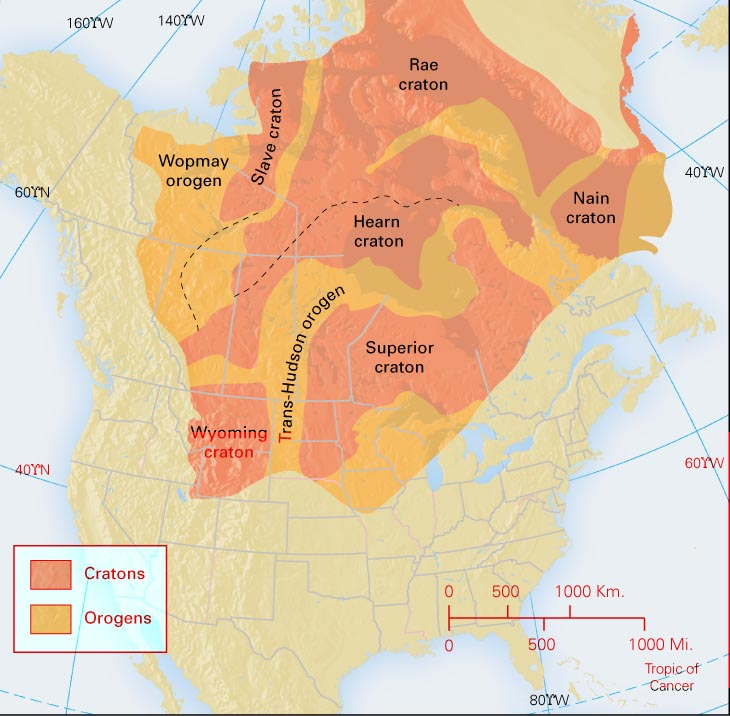 160ϒW
140ϒW
Rae
craton
Slave craton
Wopmay
orogen
40ϒW
60ϒN
Nain
craton
Hearn
craton
Trans-Hudson orogen
Superior
craton
Wyoming
craton
40ϒN
60ϒW
Cratons
Orogens
0 500 1000 Km.
0 500 1000 Mi.
Tropic of
Cancer
80ϒW